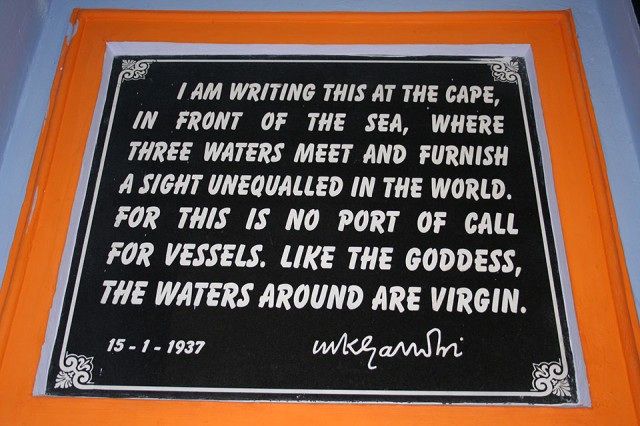 I AM WRITING THIS AT THE CAPE,
IN FRONT OF THE SEA, WHERE
THREE WATERS MEET AND FURNISH
A SIGHT UNEQUALLED IN THE WORLD.
FOR THIS IS NO PORT OF CALL
FOR VESSELS. LIKE THE GODDESS,
THE WATERS AROUND ARE VIRGIN.
15 - 1 - 1937 mkgandhi